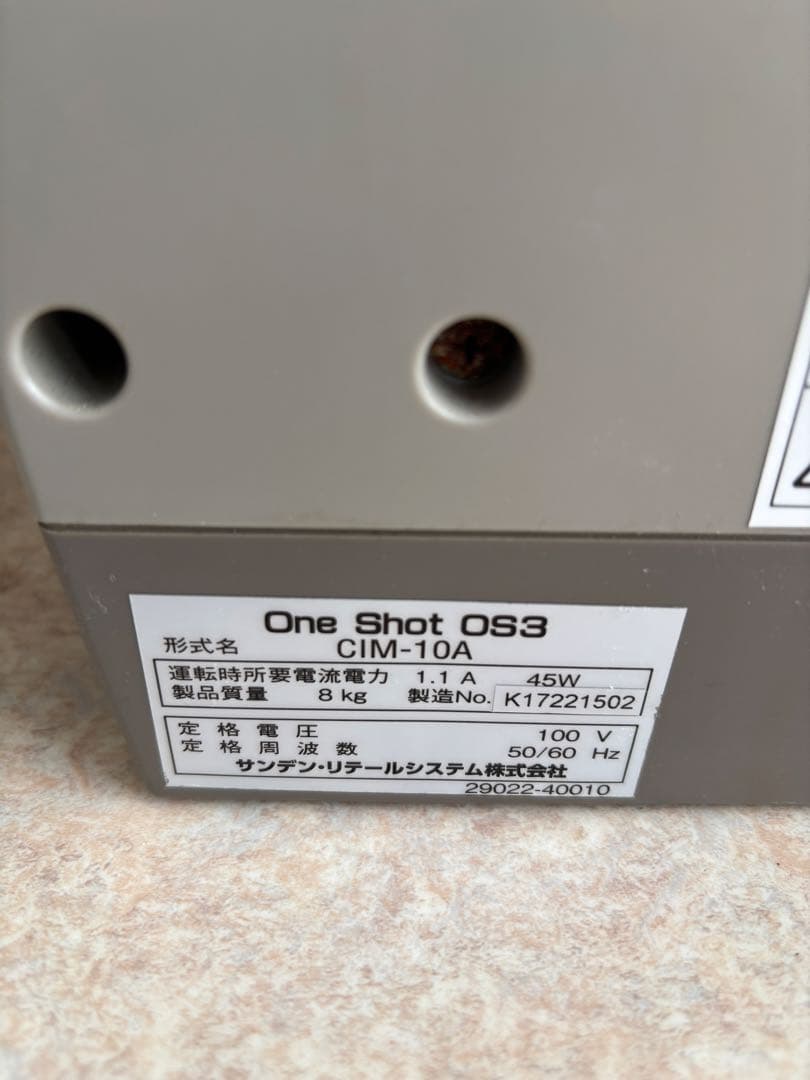 One Shot OS3
形式名 CIM-10A
運転時所要電流電力 1.1 A 45W
製品質量 8 kg 製造No. K17221502
定格電圧 100 V
定格周波数 50/60 Hz
サンデン・リテールシステム株式会社
29022-40010